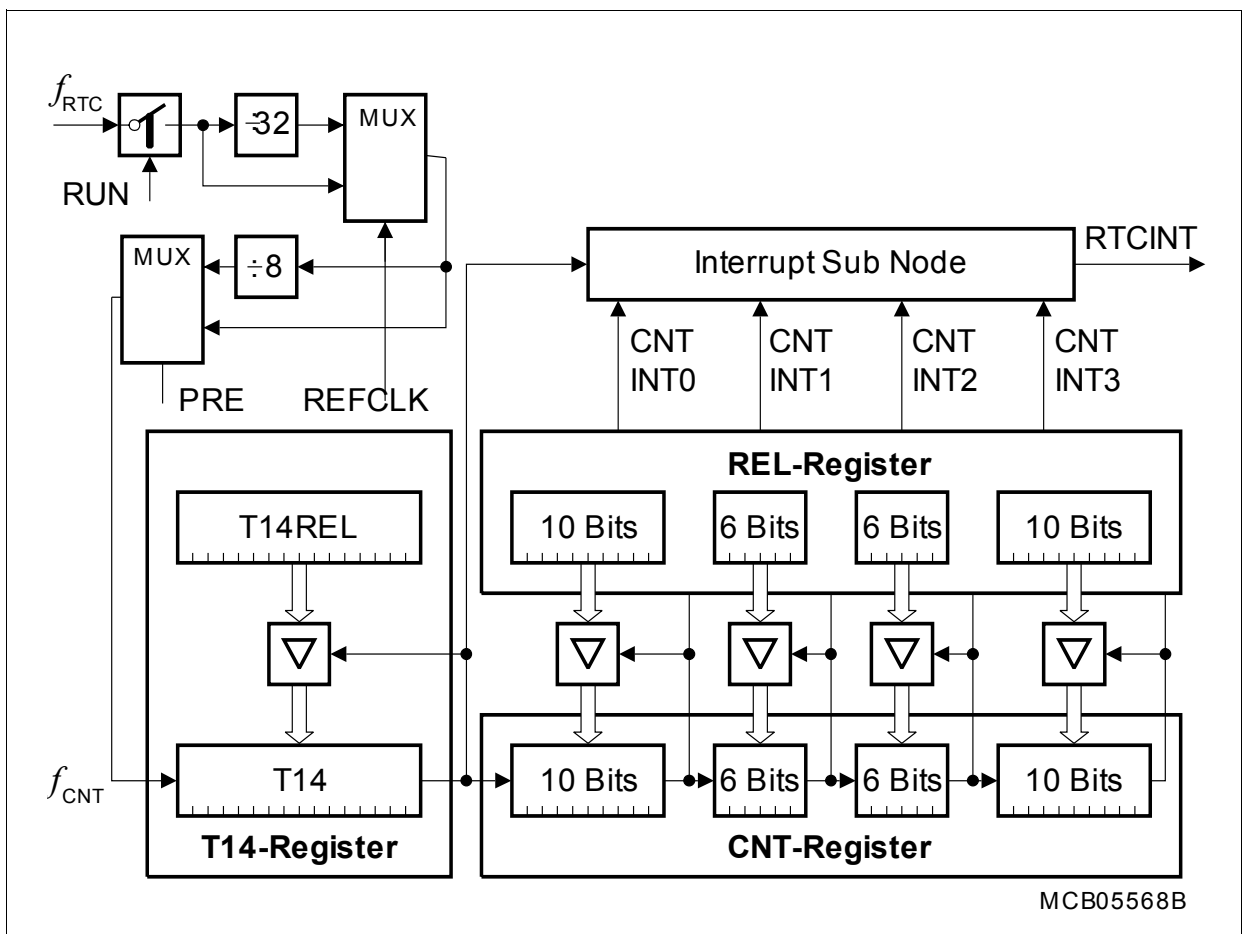 fRTC
÷32
MUX
RUN
MUX
÷8
Interrupt Sub Node
RTCINT
CNT INT0
CNT INT1
CNT INT2
CNT INT3
PRE
REFCLK
REL-Register
T14REL
10 Bits
6 Bits
6 Bits
10 Bits
fCNT
T14
10 Bits
6 Bits
6 Bits
10 Bits
T14-Register
CNT-Register
MCB05568B